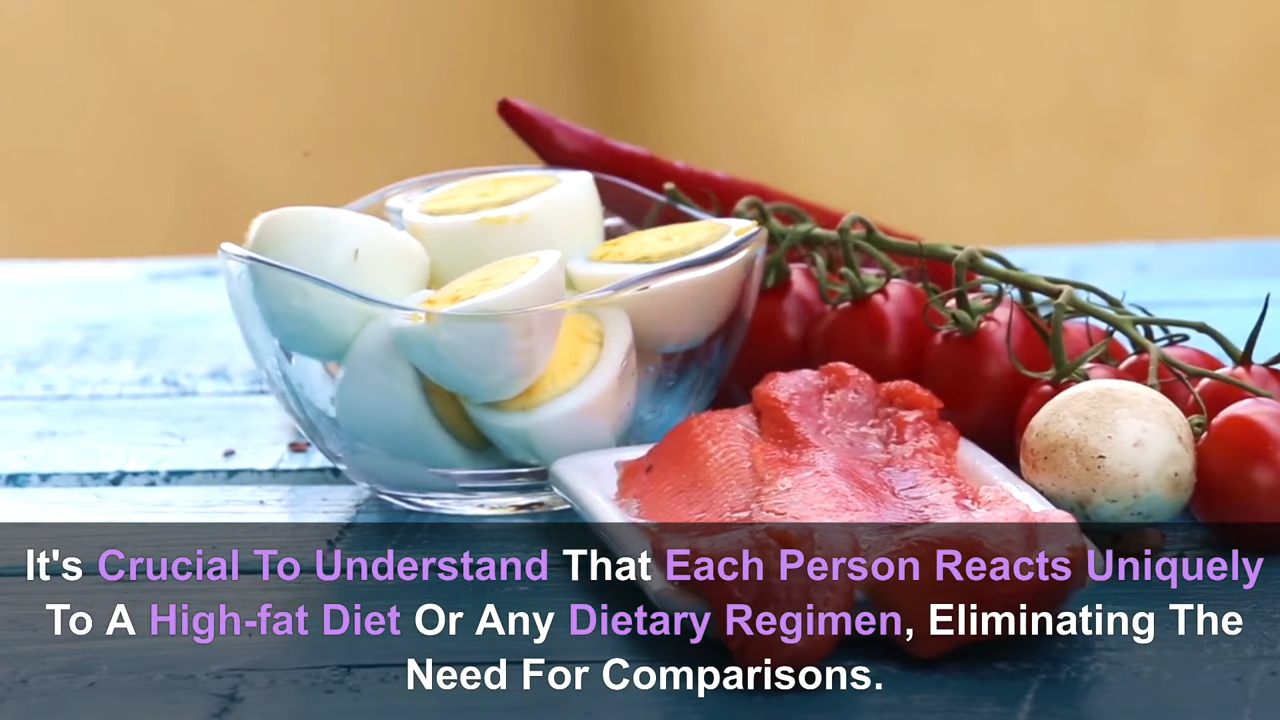 It's Crucial To Understand That Each Person Reacts Uniquely
To A High-fat Diet Or Any Dietary Regimen, Eliminating The
Need For Comparisons.